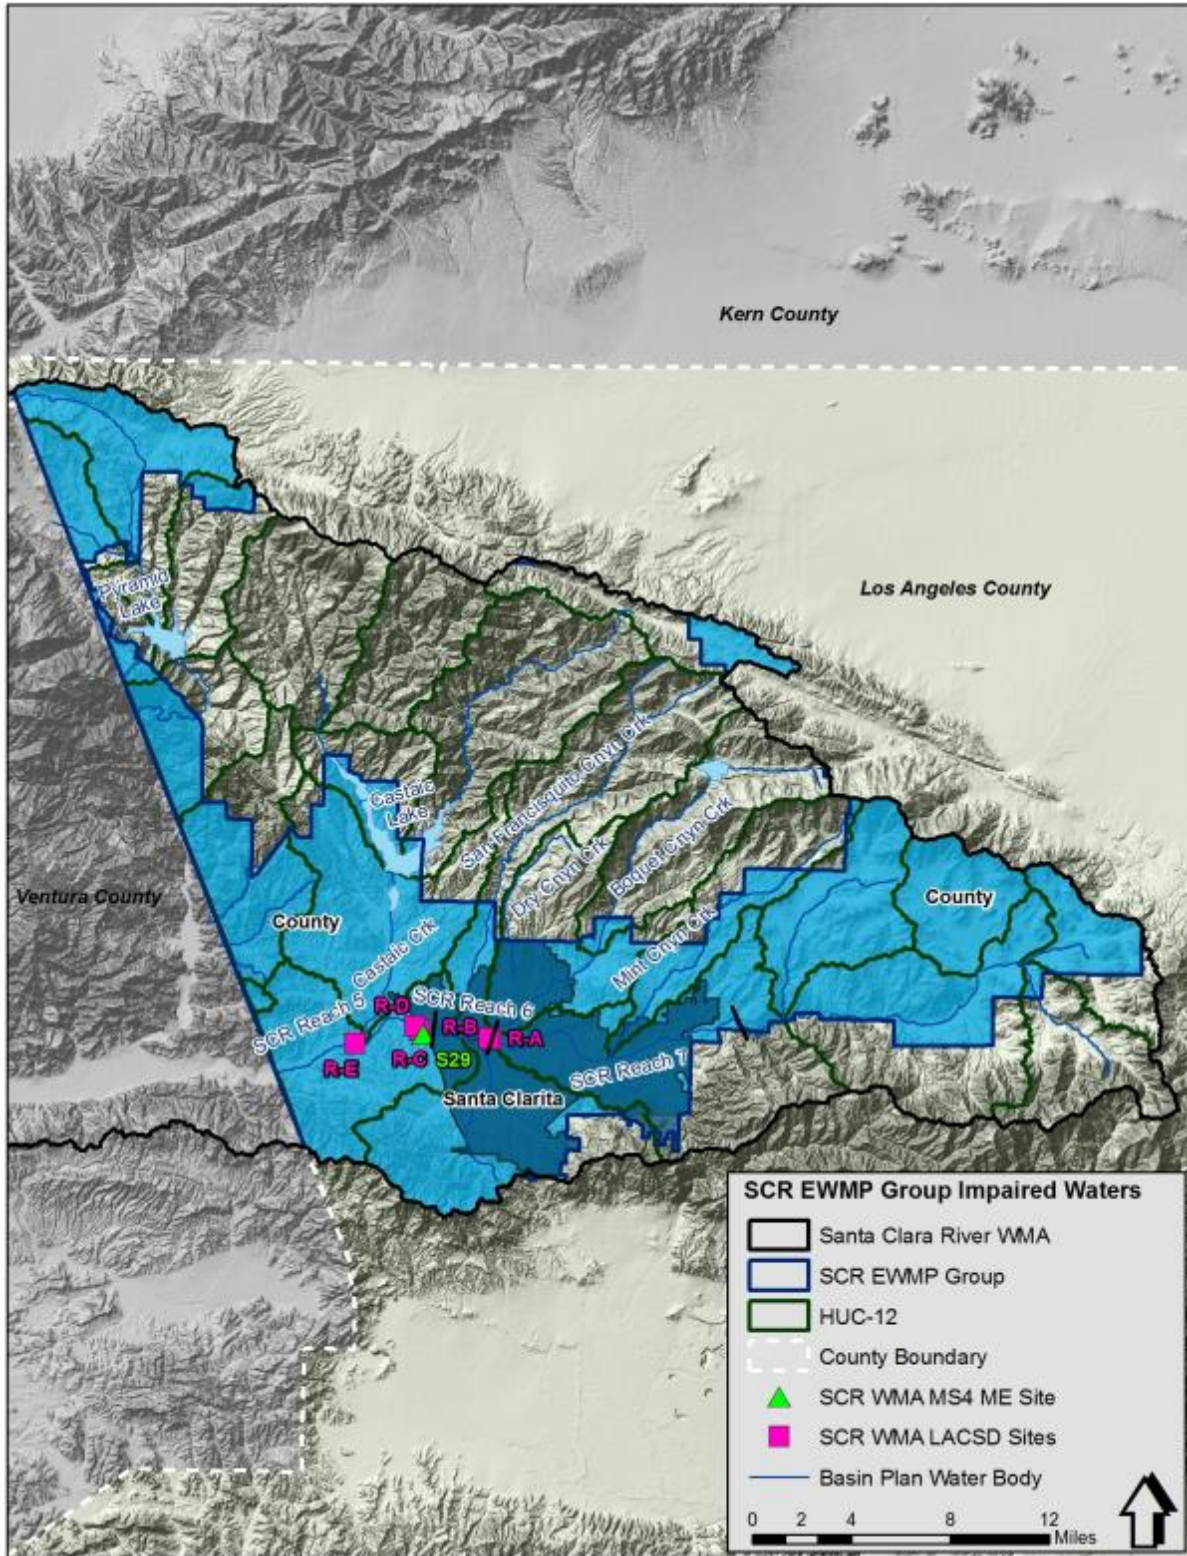 Kern County
Los Angeles County
Pyramid
Lake
Castaic
Lake
San Francisquito Cnyn Crk
Dry Cnyn Crk
Boquet Cnyn Crk
Ventura County
County
County
Castaic Crk
Mint Cnyn Crk
SCR Reach 5
SCR Reach 6
R-D
R-B
R-A
R-E
R-C
S29
SCR Reach 7
Santa Clarita
SCR EWMP Group Impaired Waters
Santa Clara River WMA
SCR EWMP Group
HUC-12
County Boundary
SCR WMA MS4 ME Site
SCR WMA LACSD Sites
Basin Plan Water Body
0 2 4 8 12
Miles